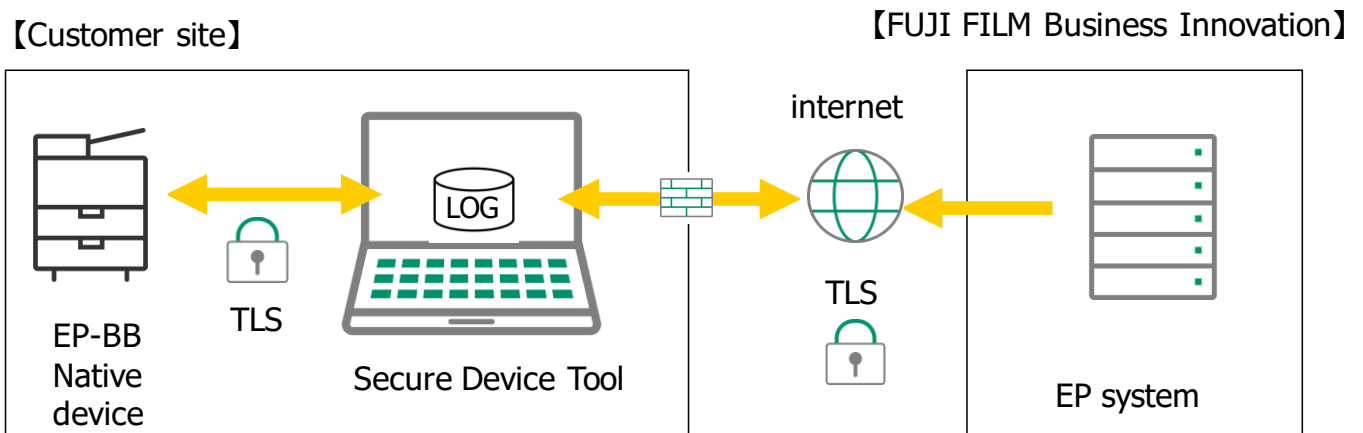 【Customer site】
【FUJI FILM Business Innovation】
internet
LOG
TLS
TLS
EP-BB
Native
device
Secure Device Tool
EP system